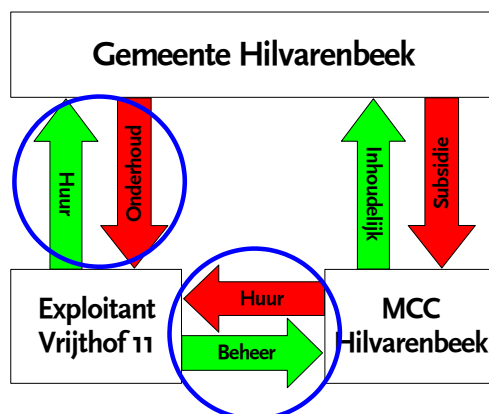 Gemeente Hilvarenbeek
Huur
Onderhoud
Inhoudelijk
Subsidie
Exploitant
Vrijthof 11
Huur
Beheer
MCC
Hilvarenbeek